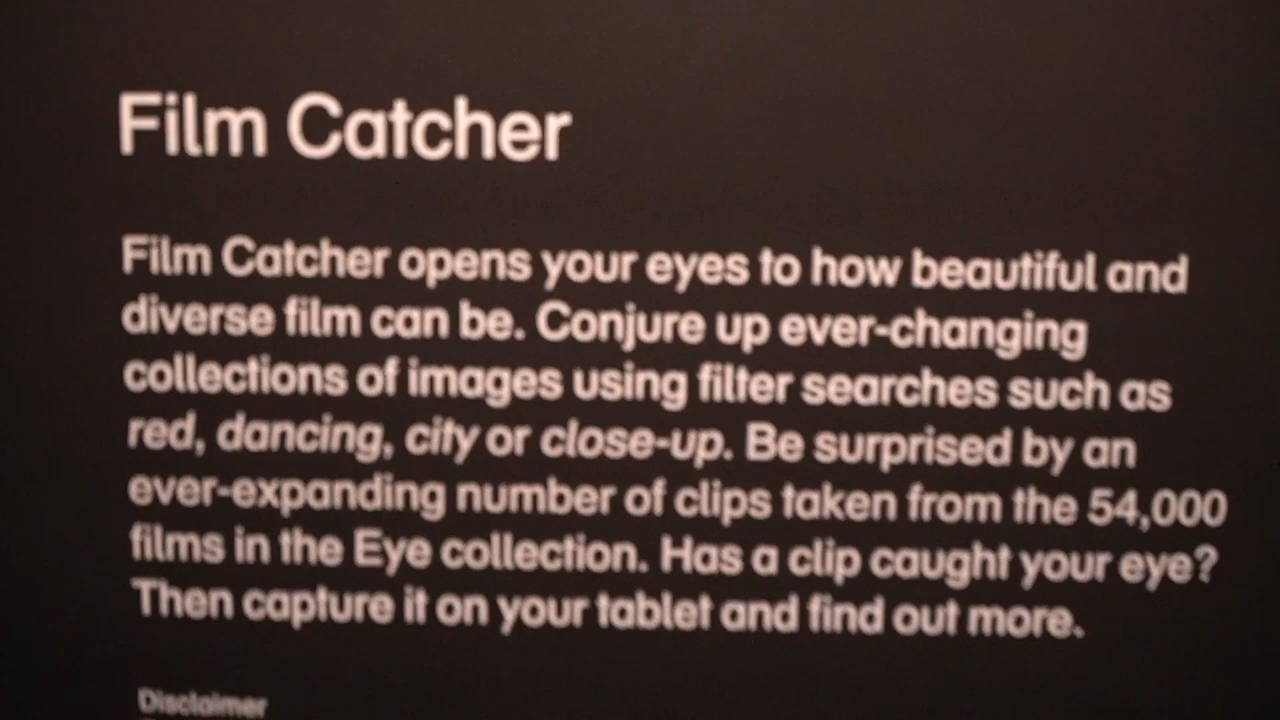 Film Catcher
Film Catcher opens your eyes to how beautiful and
diverse film can be. Conjure up ever-changing
collections of images using filter searches such as
red, dancing, city or close-up. Be surprised by an
ever-expanding number of clips taken from the 54,000
films in the Eye collection. Has a clip caught your eye?
Then capture it on your tablet and find out more.
Disclaimer